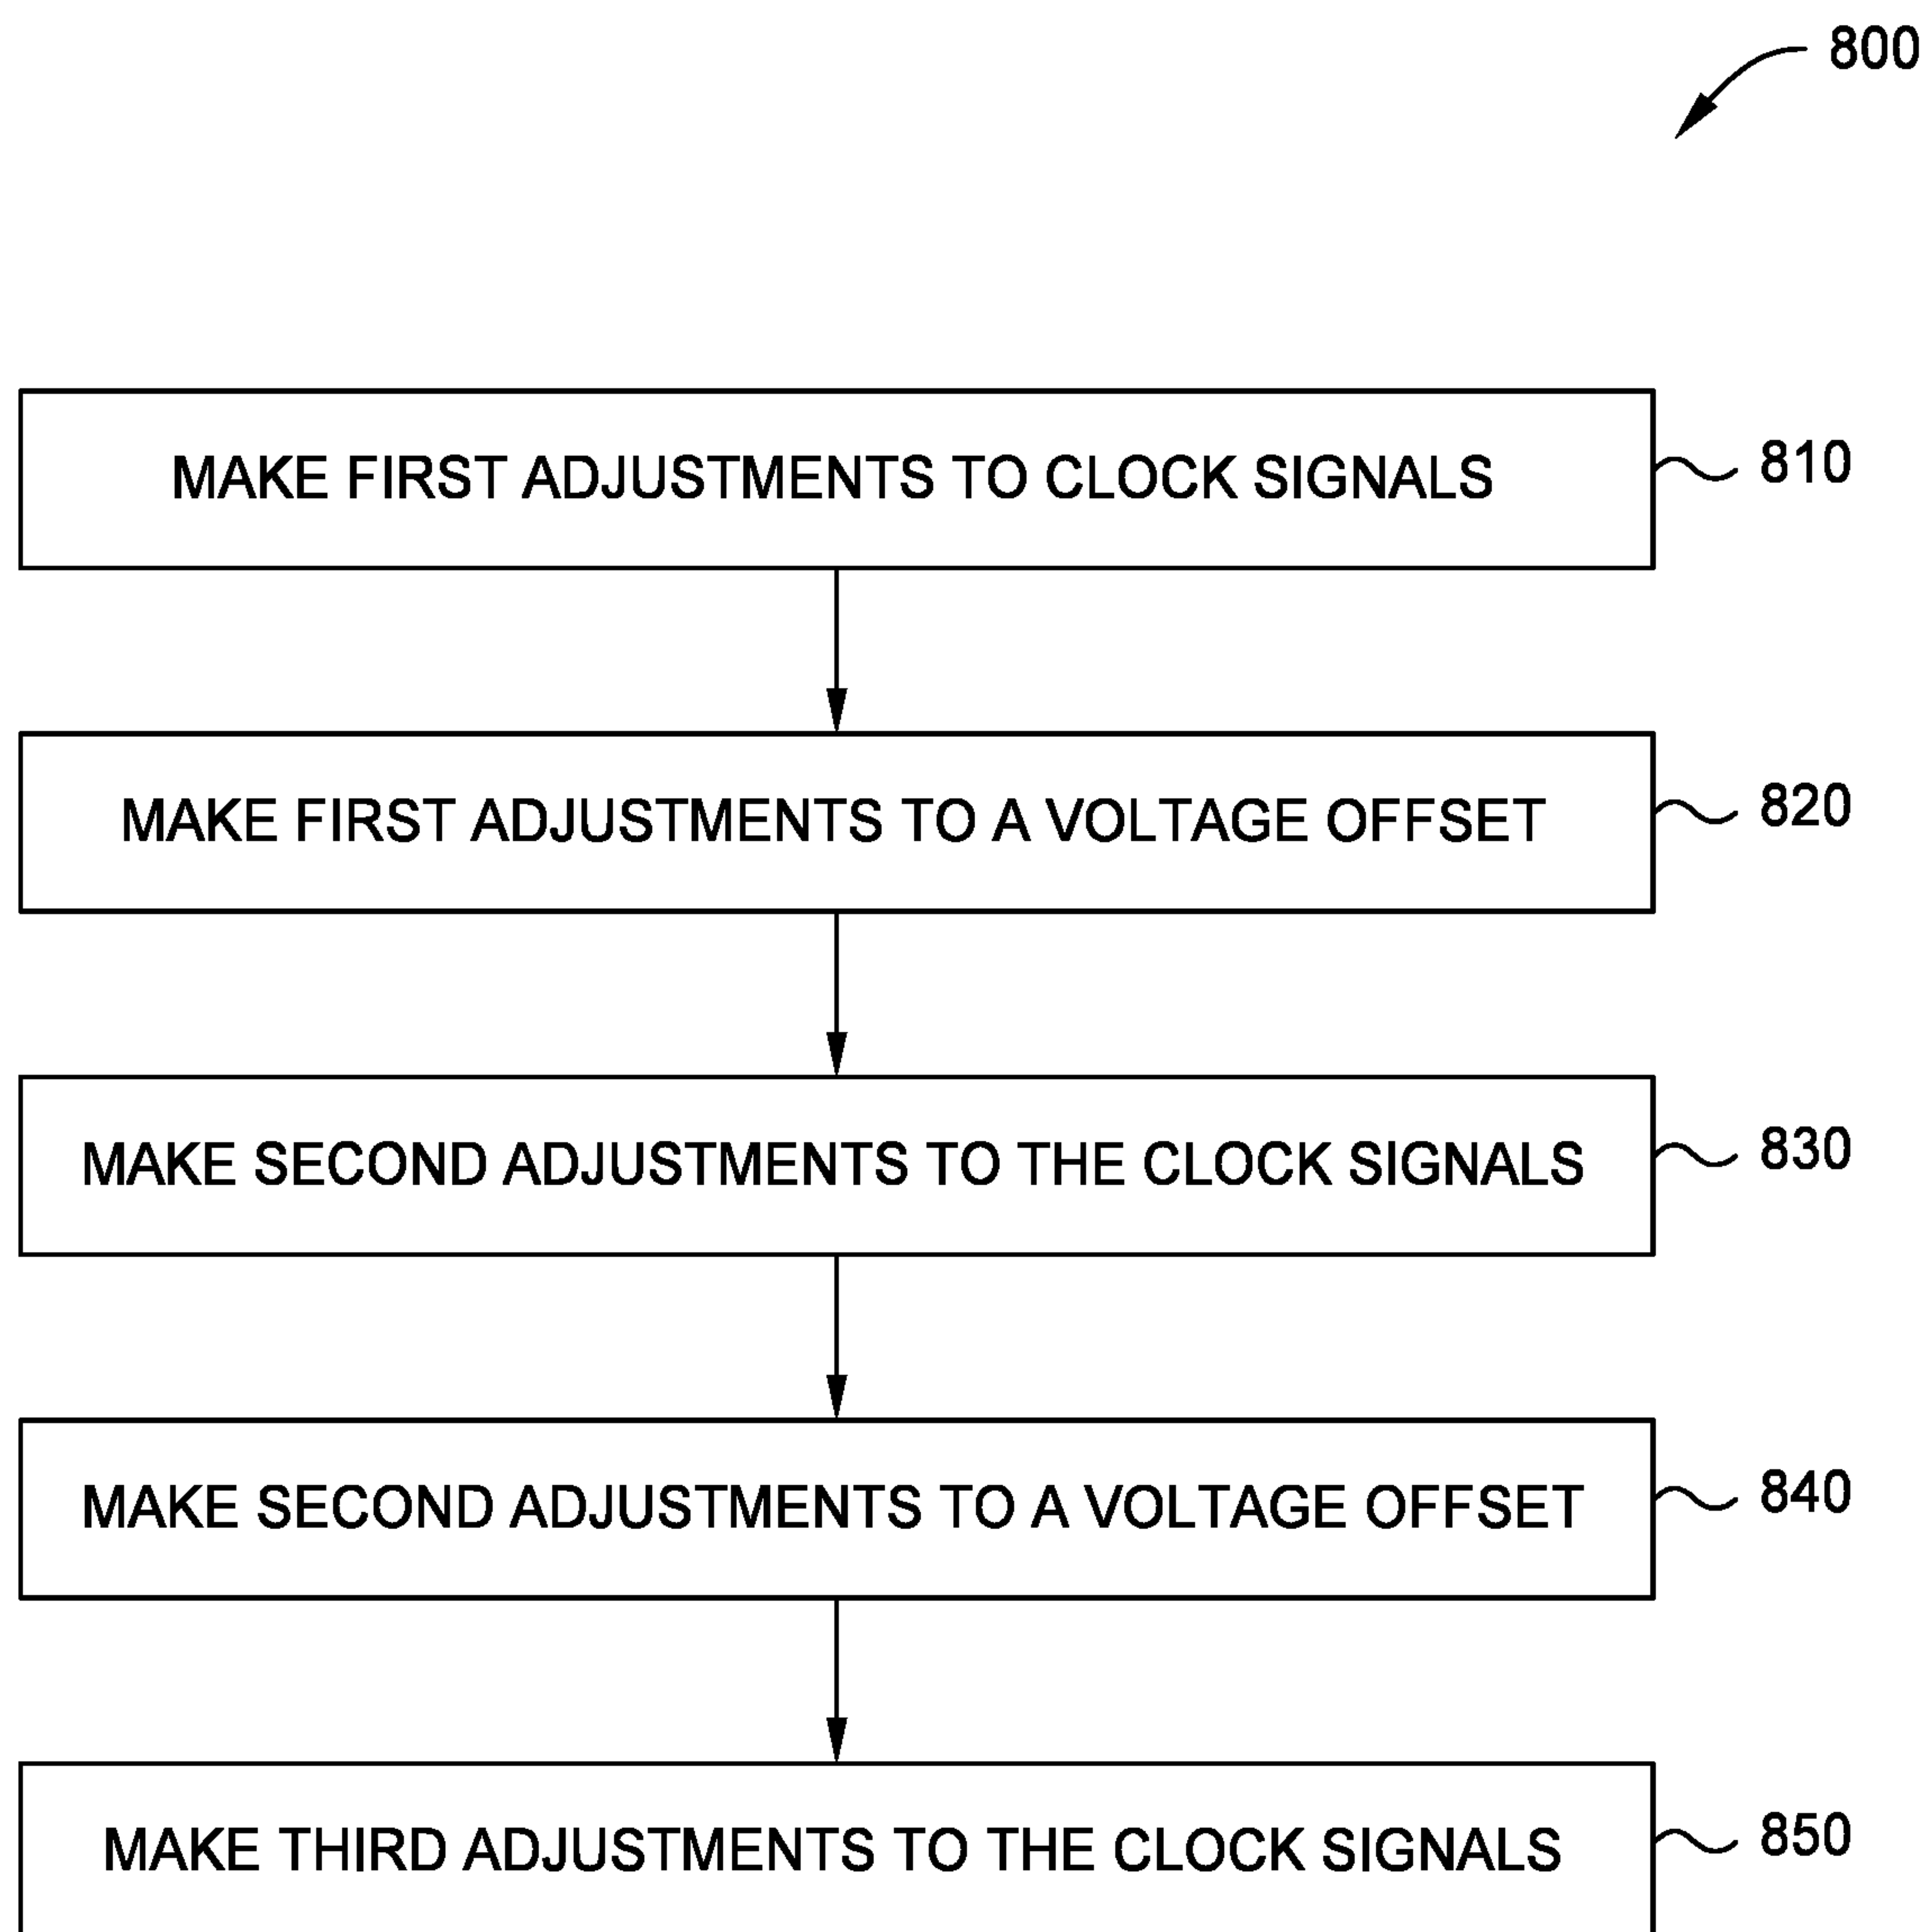 800
MAKE FIRST ADJUSTMENTS TO CLOCK SIGNALS
810
MAKE FIRST ADJUSTMENTS TO A VOLTAGE OFFSET
820
MAKE SECOND ADJUSTMENTS TO THE CLOCK SIGNALS
830
MAKE SECOND ADJUSTMENTS TO A VOLTAGE OFFSET
840
MAKE THIRD ADJUSTMENTS TO THE CLOCK SIGNALS
850